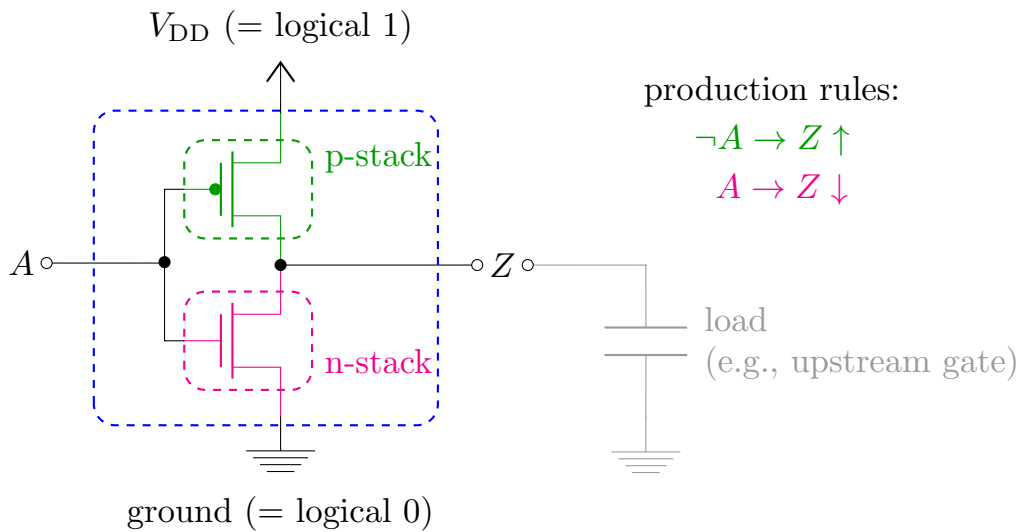 V_DD (= logical 1)
production rules:
¬A → Z ↑
A → Z ↓
p-stack
A
Z
load
(e.g., upstream gate)
n-stack
ground (= logical 0)